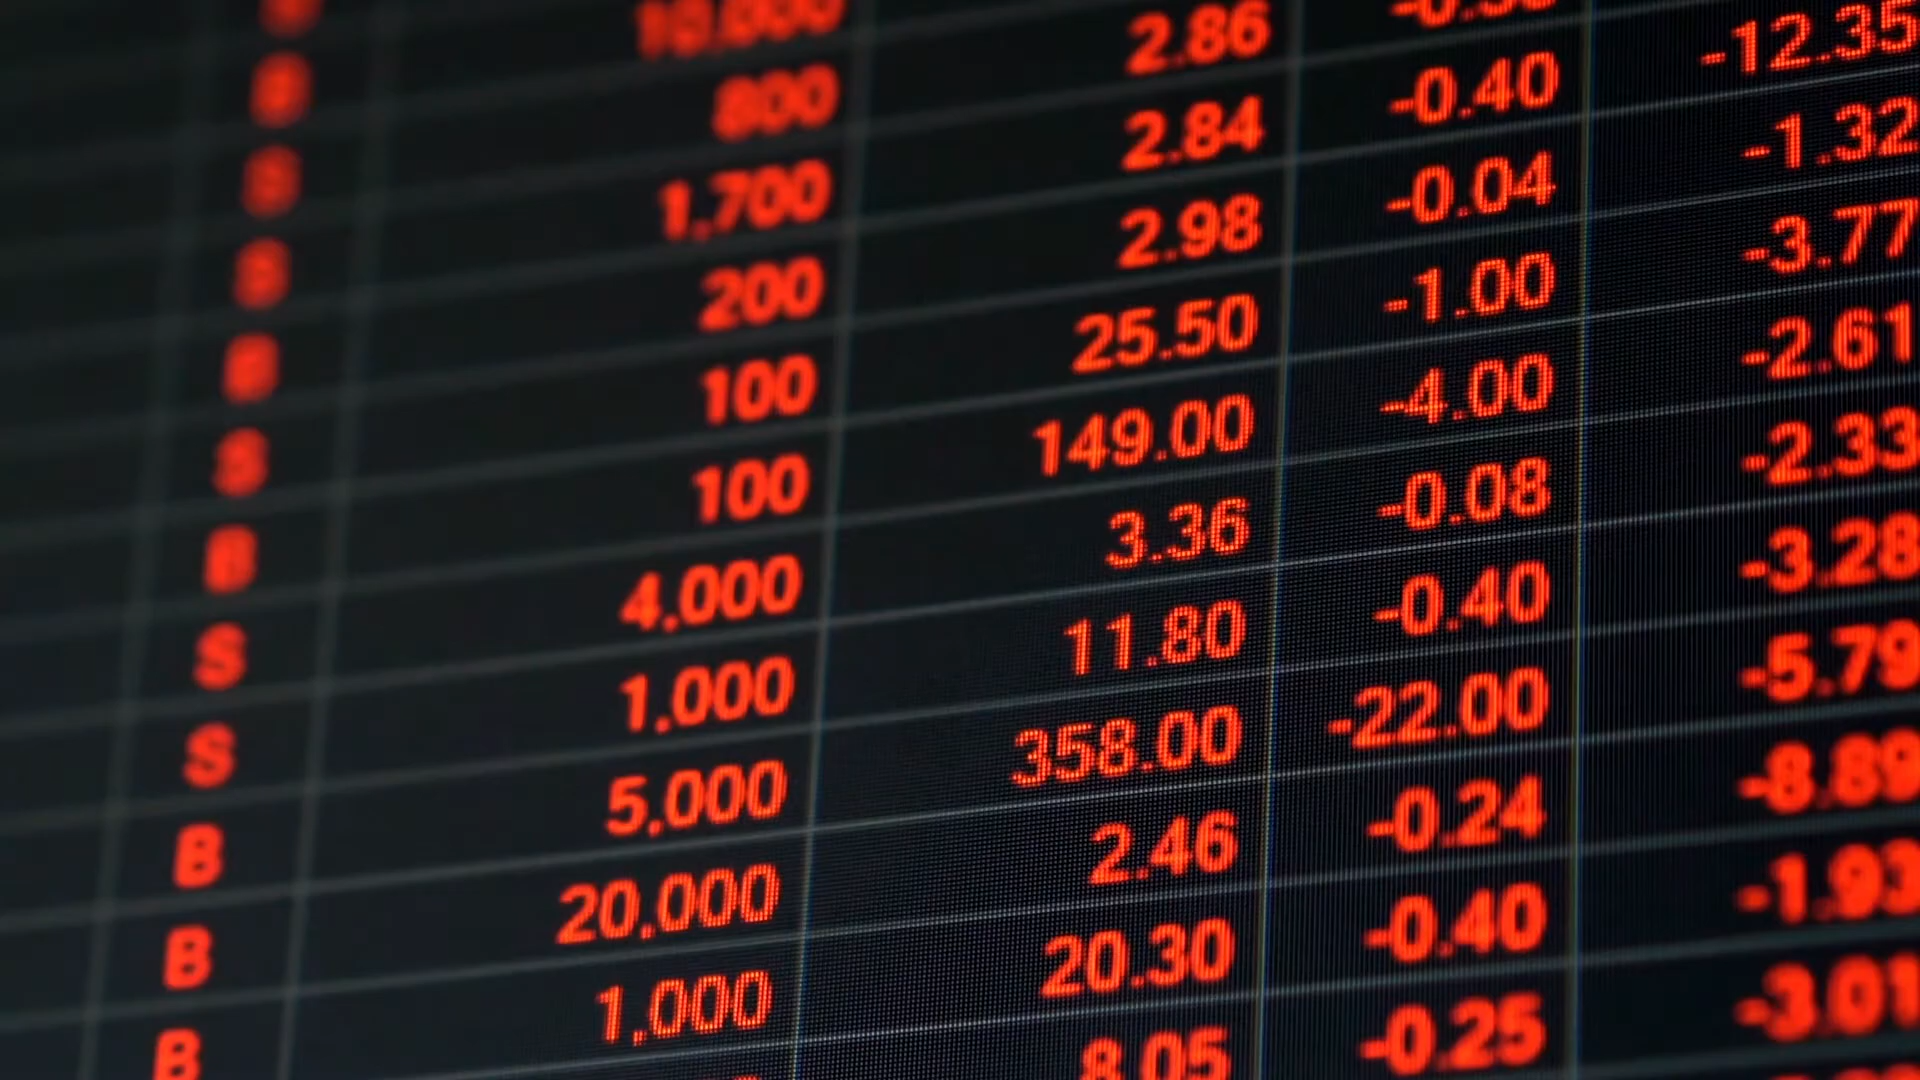 B 10,000
S 800 2.86
S 1,700 2.84 -0.40 -12.35
B 200 2.98 -0.04 -1.32
S 100 25.50 -1.00 -3.77
B 100 149.00 -4.00 -2.61
S 4,000 3.36 -0.08 -2.33
S 1,000 11.80 -0.40 -3.28
B 5,000 358.00 -22.00 -5.79
B 20,000 2.46 -0.24 -8.89
B 1,000 20.30 -0.40 -1.93
8.05 -0.25 -3.01